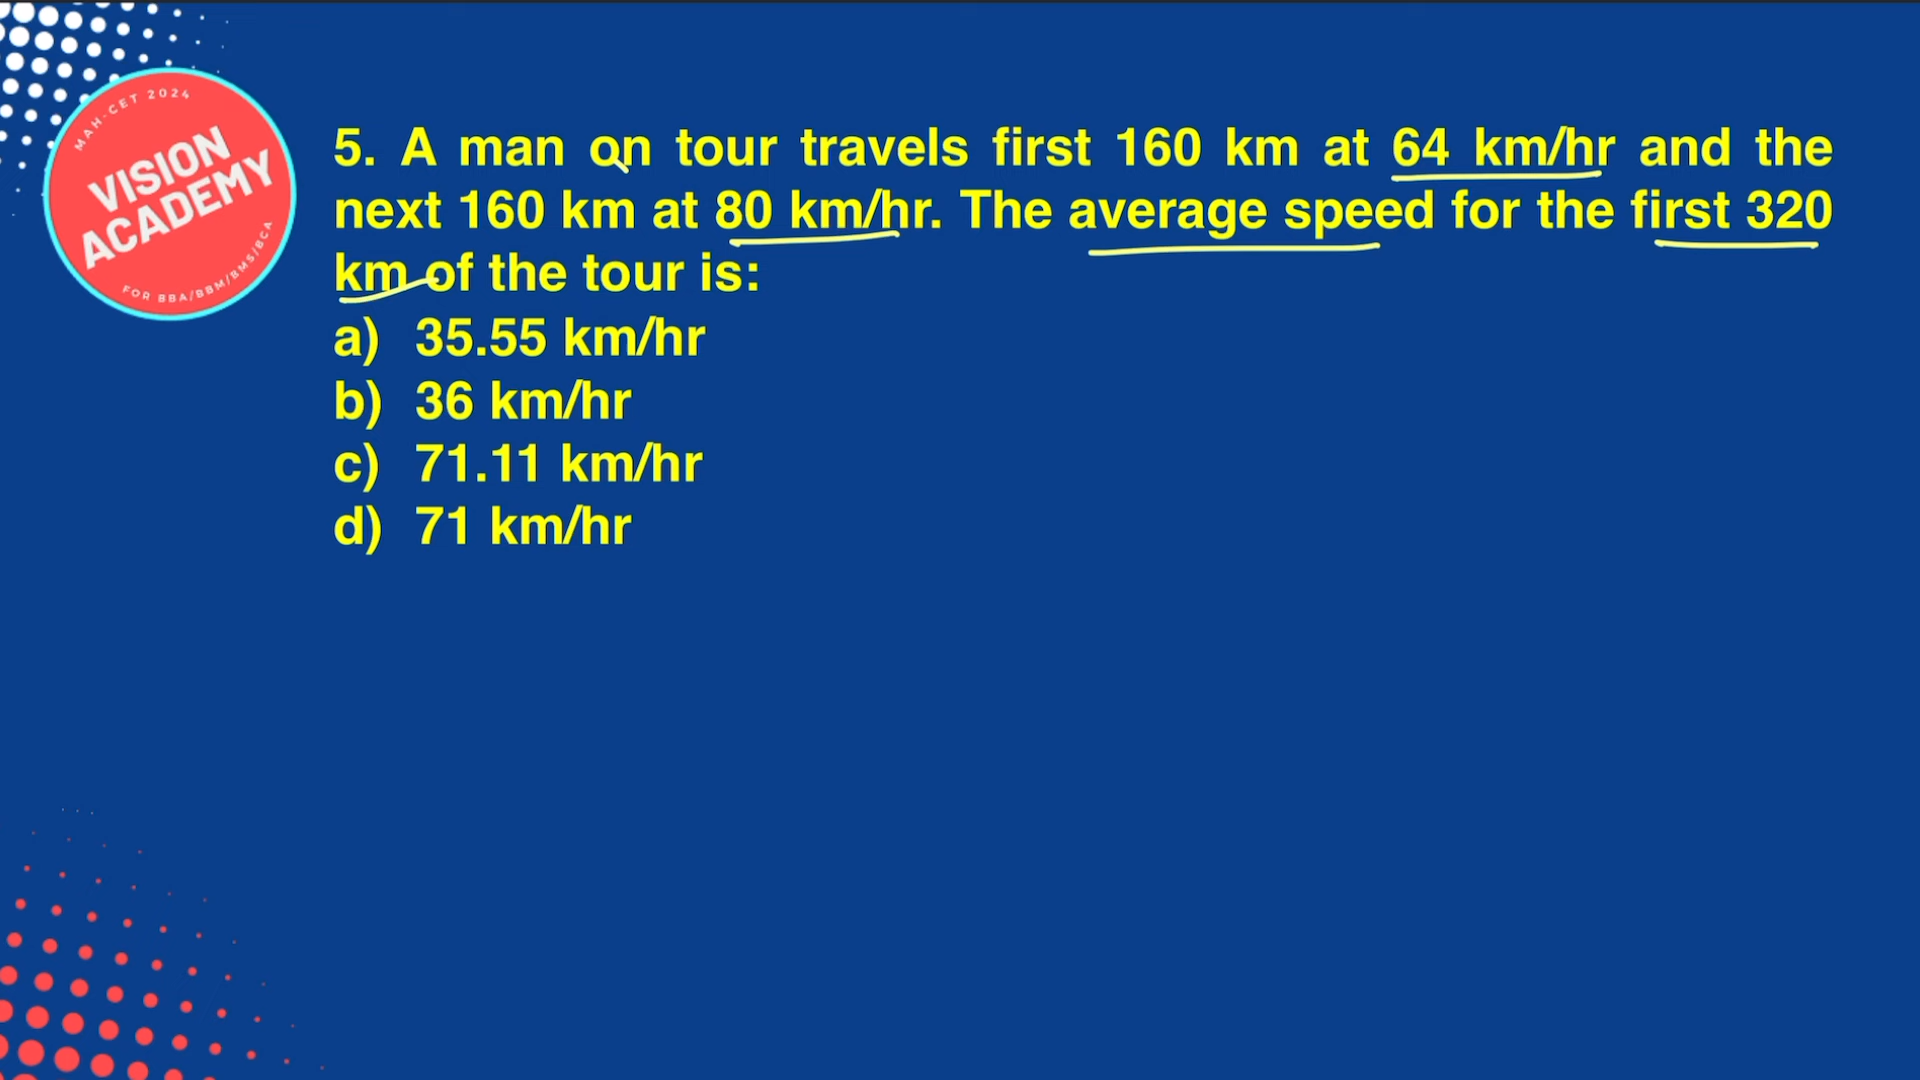 MAH-CET 2024
VISION
ACADEMY
FOR BBA/BBM/BMS/BCA
5. A man on tour travels first 160 km at 64 km/hr and the
next 160 km at 80 km/hr. The average speed for the first 320
km of the tour is:
a) 35.55 km/hr
b) 36 km/hr
c) 71.11 km/hr
d) 71 km/hr